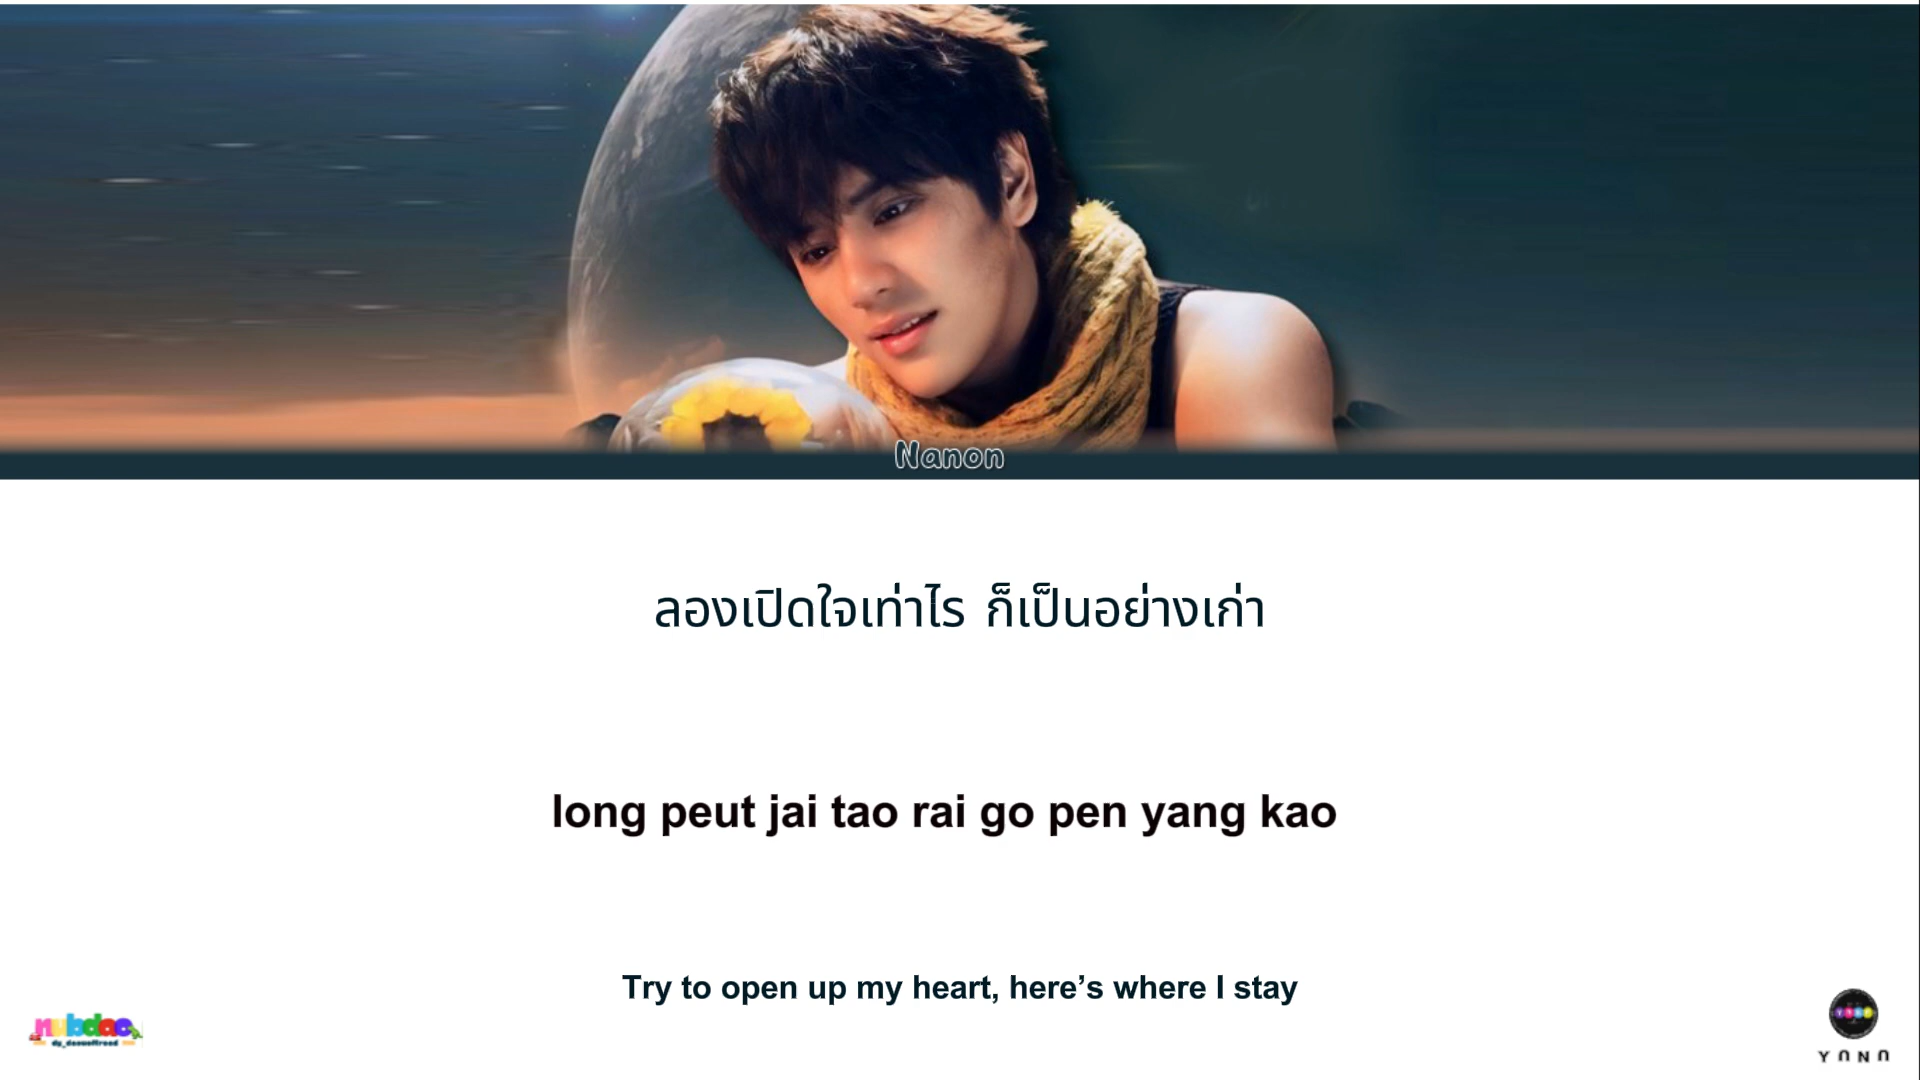 Nanon
ลองเปิดใจเท่าไร ก็เป็นอย่างเก่า
long peut jai tao rai go pen yang kao
Try to open up my heart, here’s where I stay
nubdao
YANA